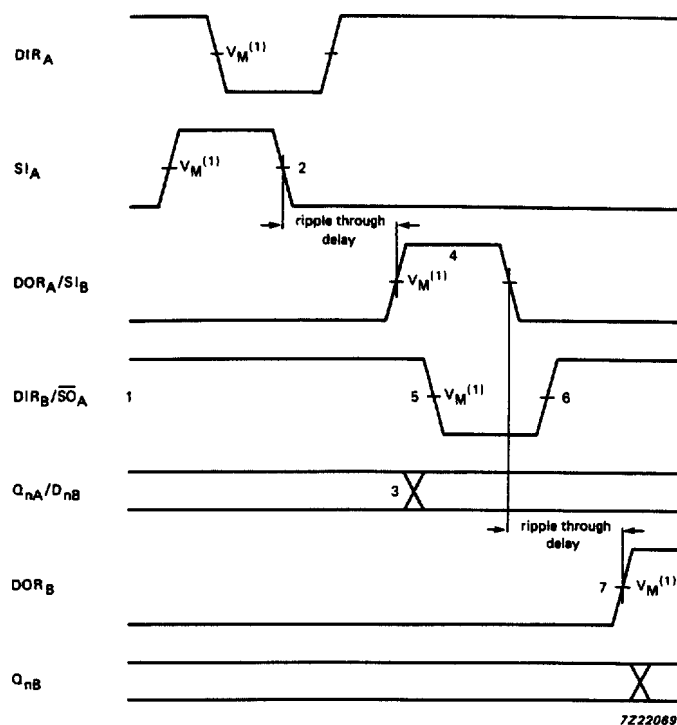 DIR_A
V_M^(1)
SI_A
V_M^(1)
2
ripple through
delay
DOR_A/SI_B
V_M^(1)
4
DIR_B/S̅O̅_A
1
5
V_M^(1)
6
Q_nA/D_nB
3
ripple through
delay
DOR_B
7
V_M^(1)
Q_nB
7Z22069